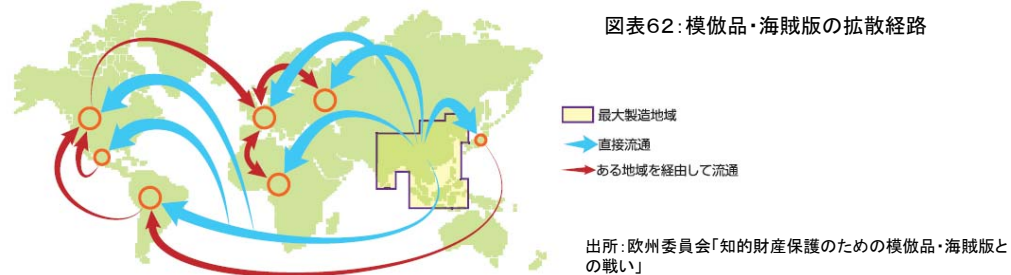 図表62：模倣品・海賊版の拡散経路
最大製造地域
直接流通
ある地域を経由して流通
出所：欧州委員会「知的財産保護のための模倣品・海賊版と
の戦い」